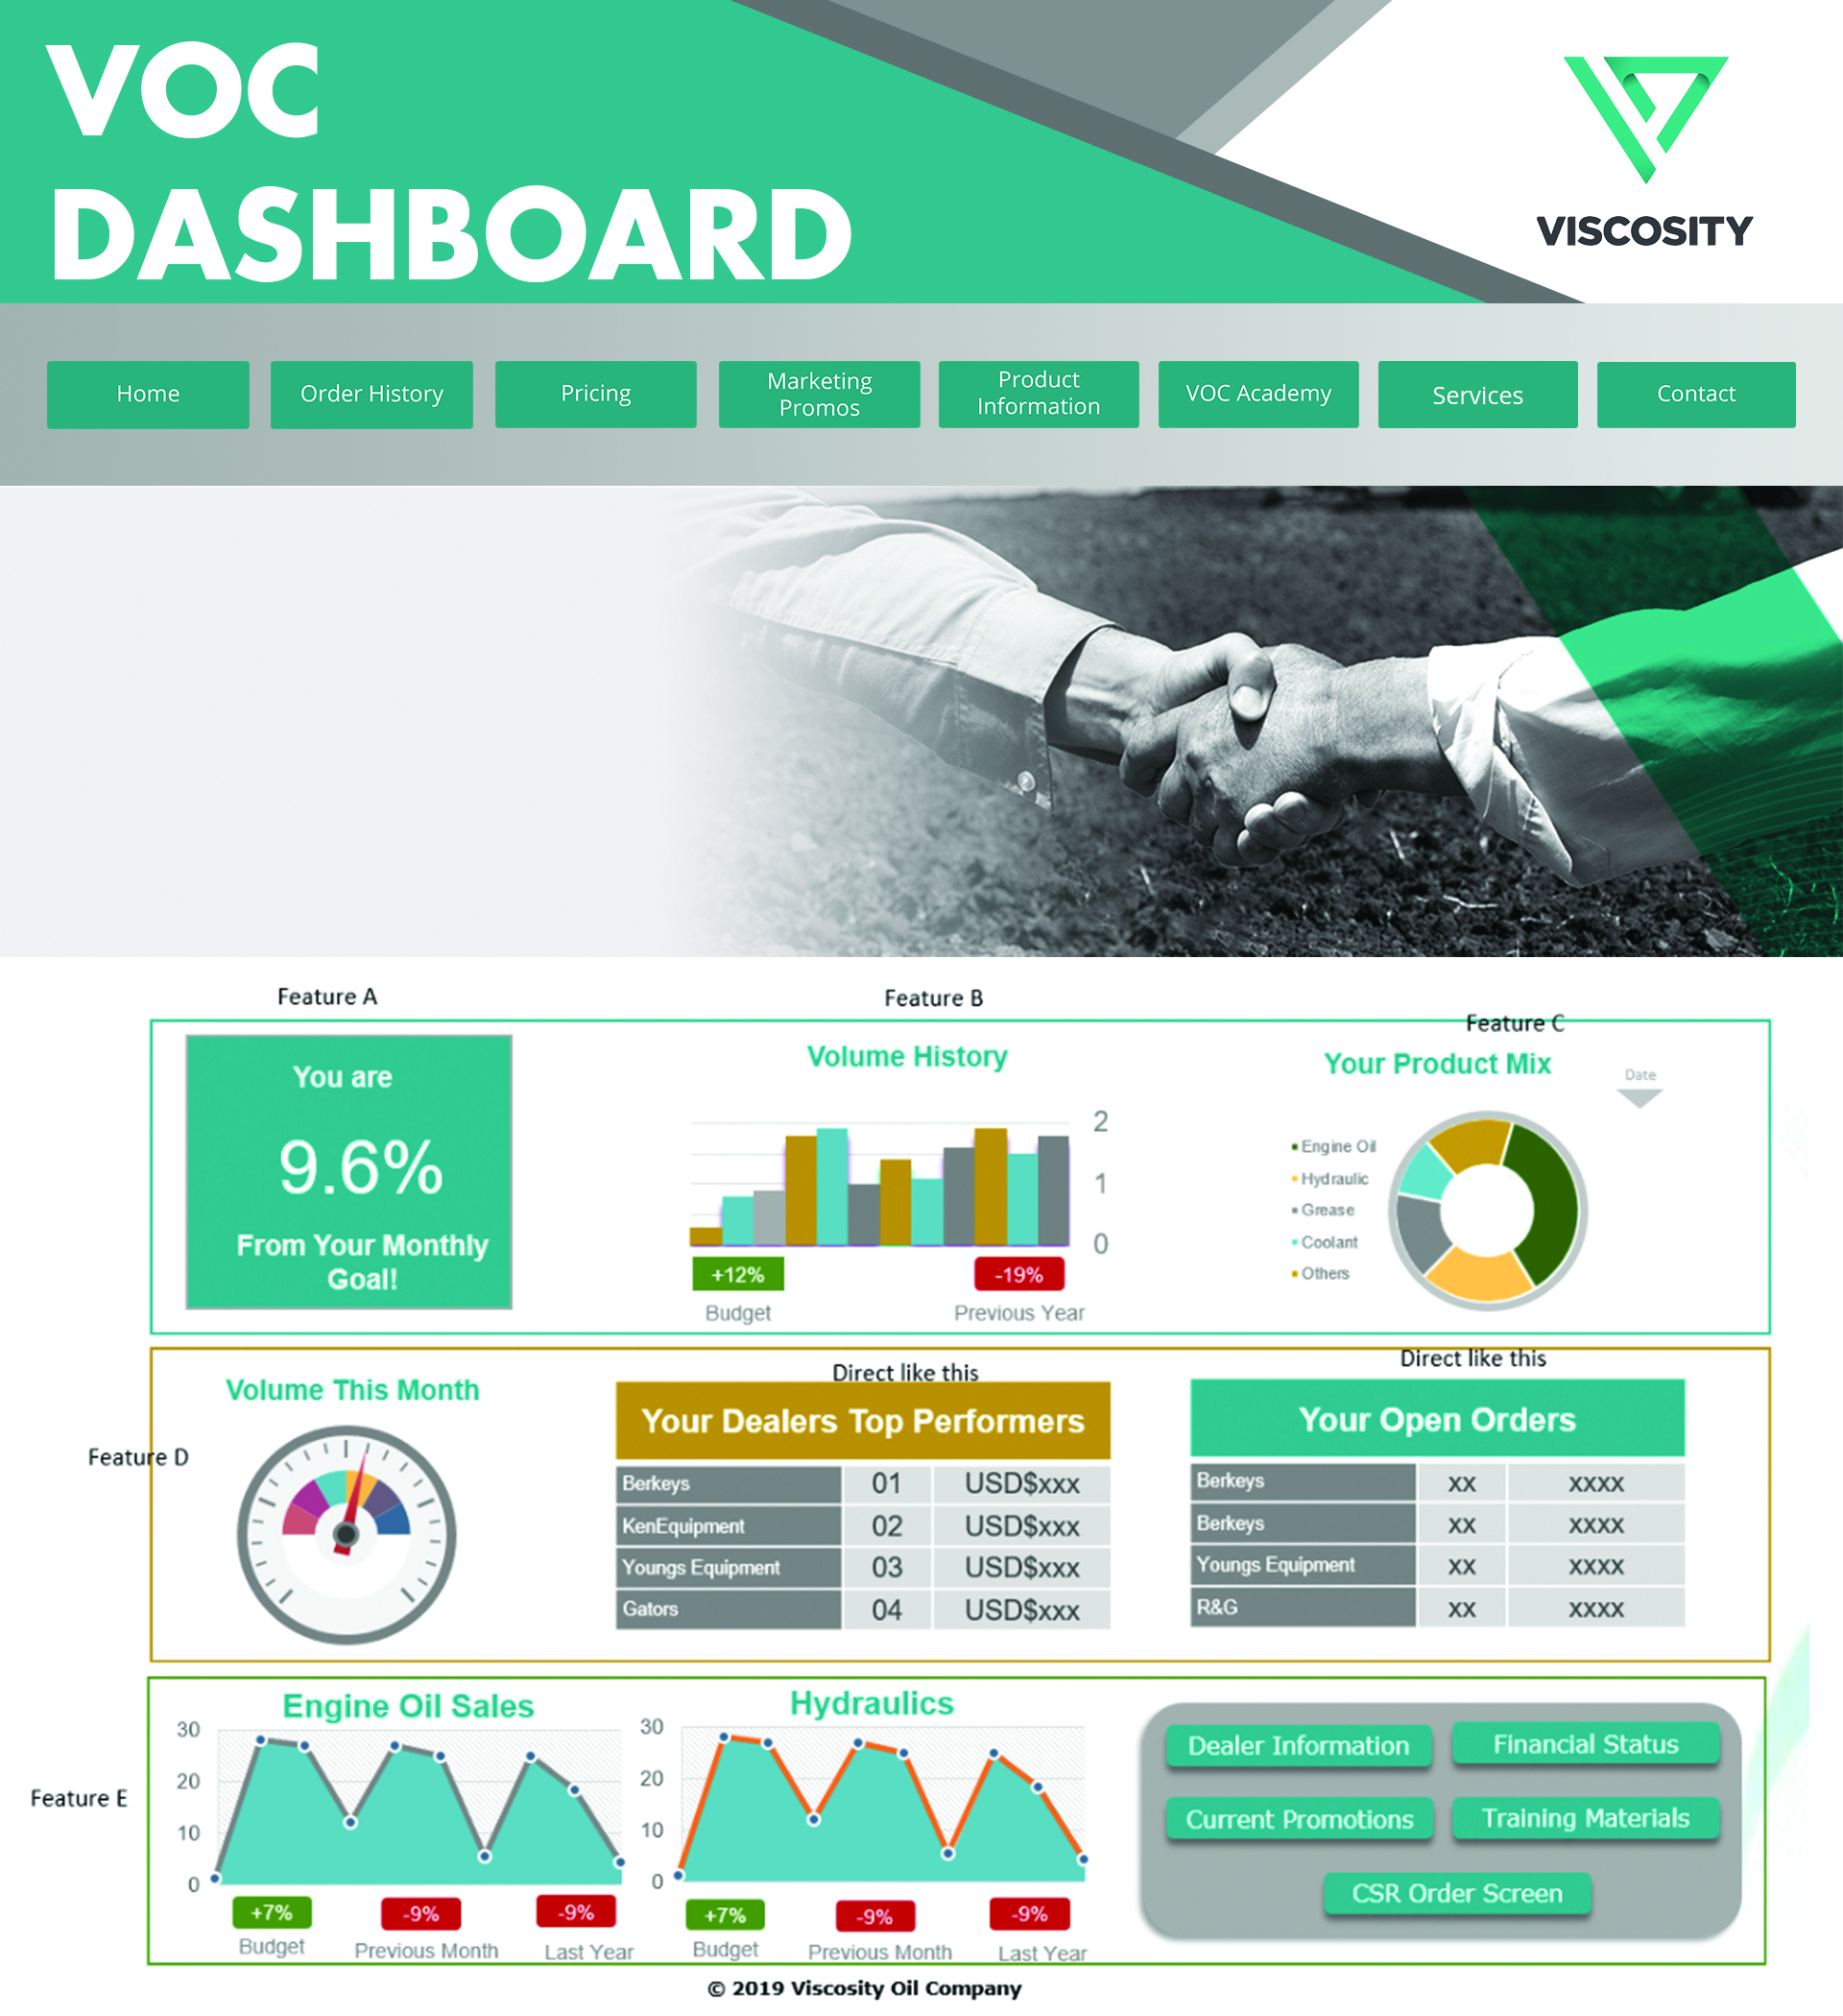 VOC
DASHBOARD
VISCOSITY
Home
Order History
Pricing
Marketing
Promos
Product
Information
VOC Academy
Services
Contact
Feature A
Feature B
Feature C
You are
9.6%
From Your Monthly
Goal!
Volume History
2
1
0
+12%
-19%
Budget
Previous Year
Your Product Mix
Date
Engine Oil
Hydraulic
Grease
Coolant
Others
Feature D
Volume This Month
Direct like this
Your Dealers Top Performers
Berkeys 01 USD$xxx
KenEquipment 02 USD$xxx
Youngs Equipment 03 USD$xxx
Gators 04 USD$xxx
Direct like this
Your Open Orders
Berkeys xx xxxx
Berkeys xx xxxx
Youngs Equipment xx xxxx
R&G xx xxxx
Feature E
Engine Oil Sales
30
20
10
0
+7% -9% -9%
Budget Previous Month Last Year
Hydraulics
30
20
10
0
+7% -9% -9%
Budget Previous Month Last Year
Dealer Information
Financial Status
Current Promotions
Training Materials
CSR Order Screen
© 2019 Viscosity Oil Company